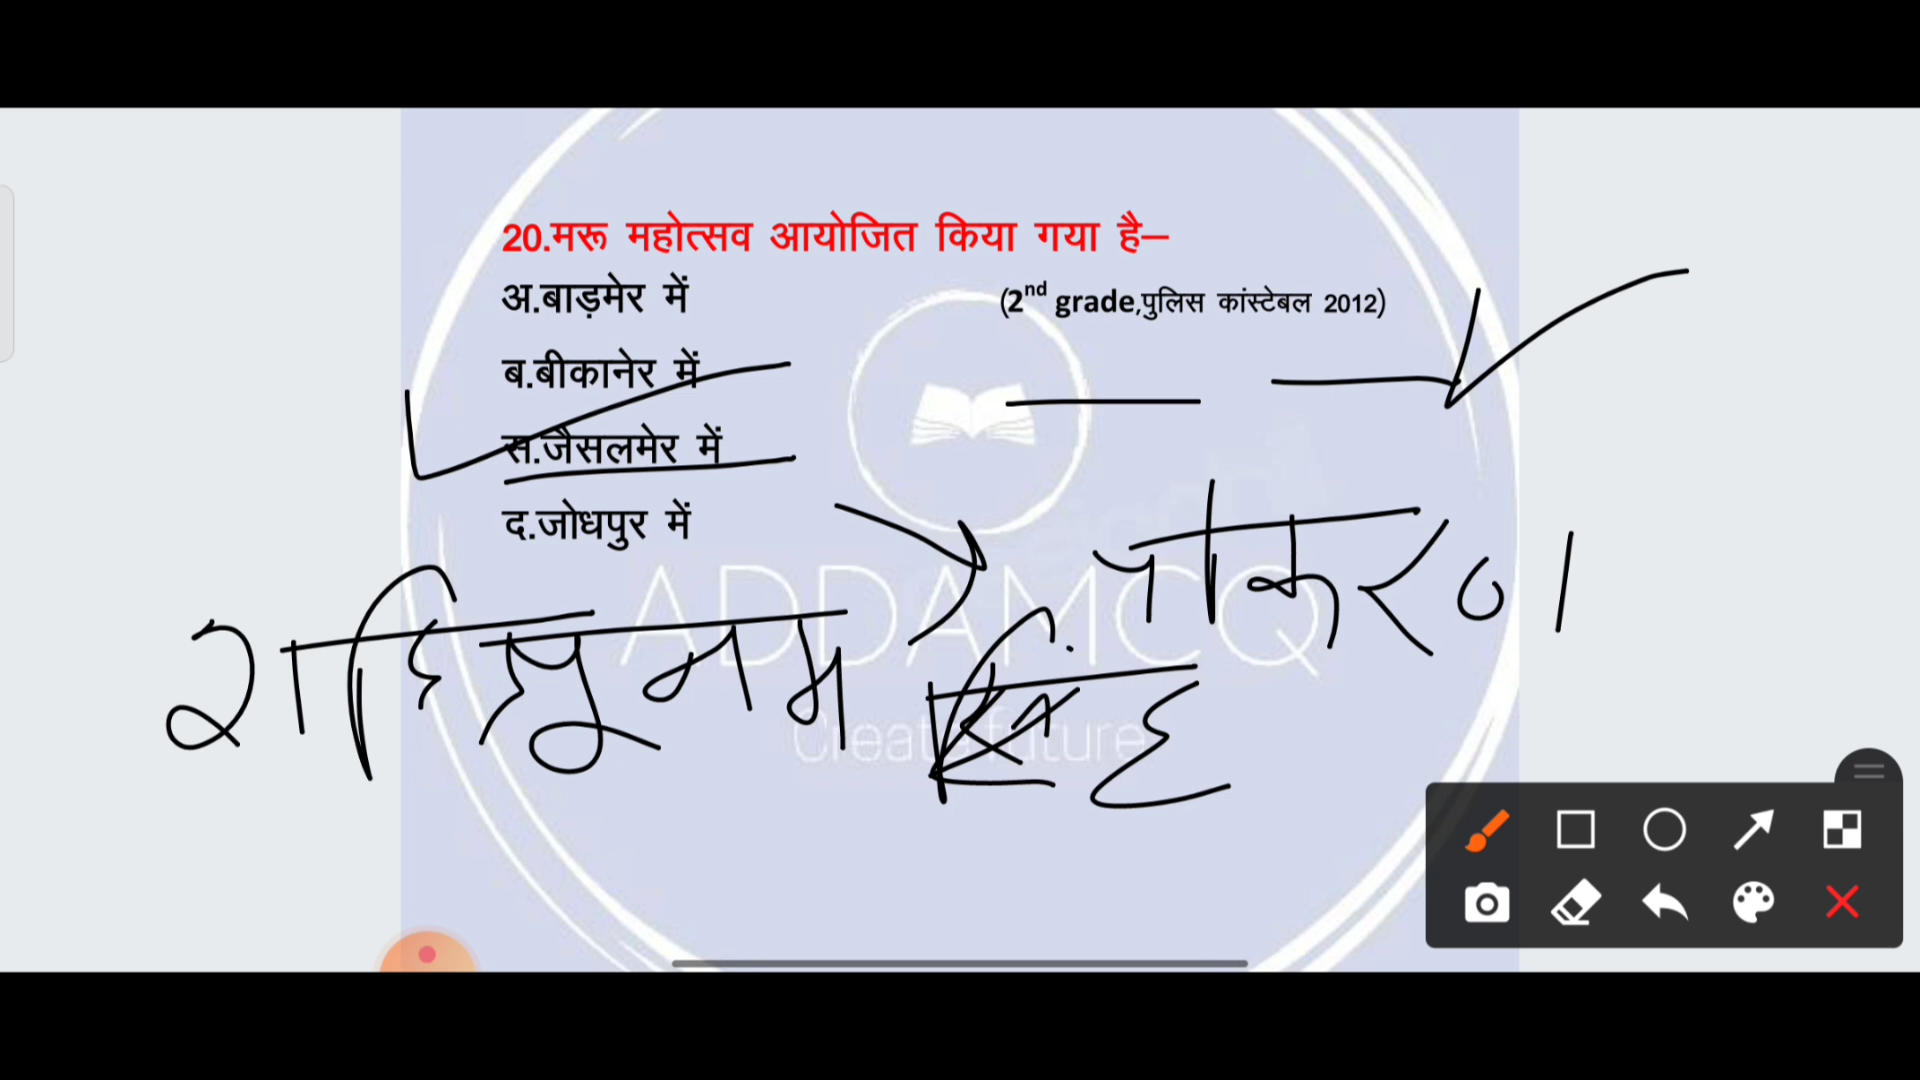 20.मरू महोत्सव आयोजित किया गया है–
अ.बाड़मेर में (2nd grade,पुलिस कांस्टेबल 2012)
ब.बीकानेर में
स.जैसलमेर में
द.जोधपुर में
ADDAMCQ
Create future